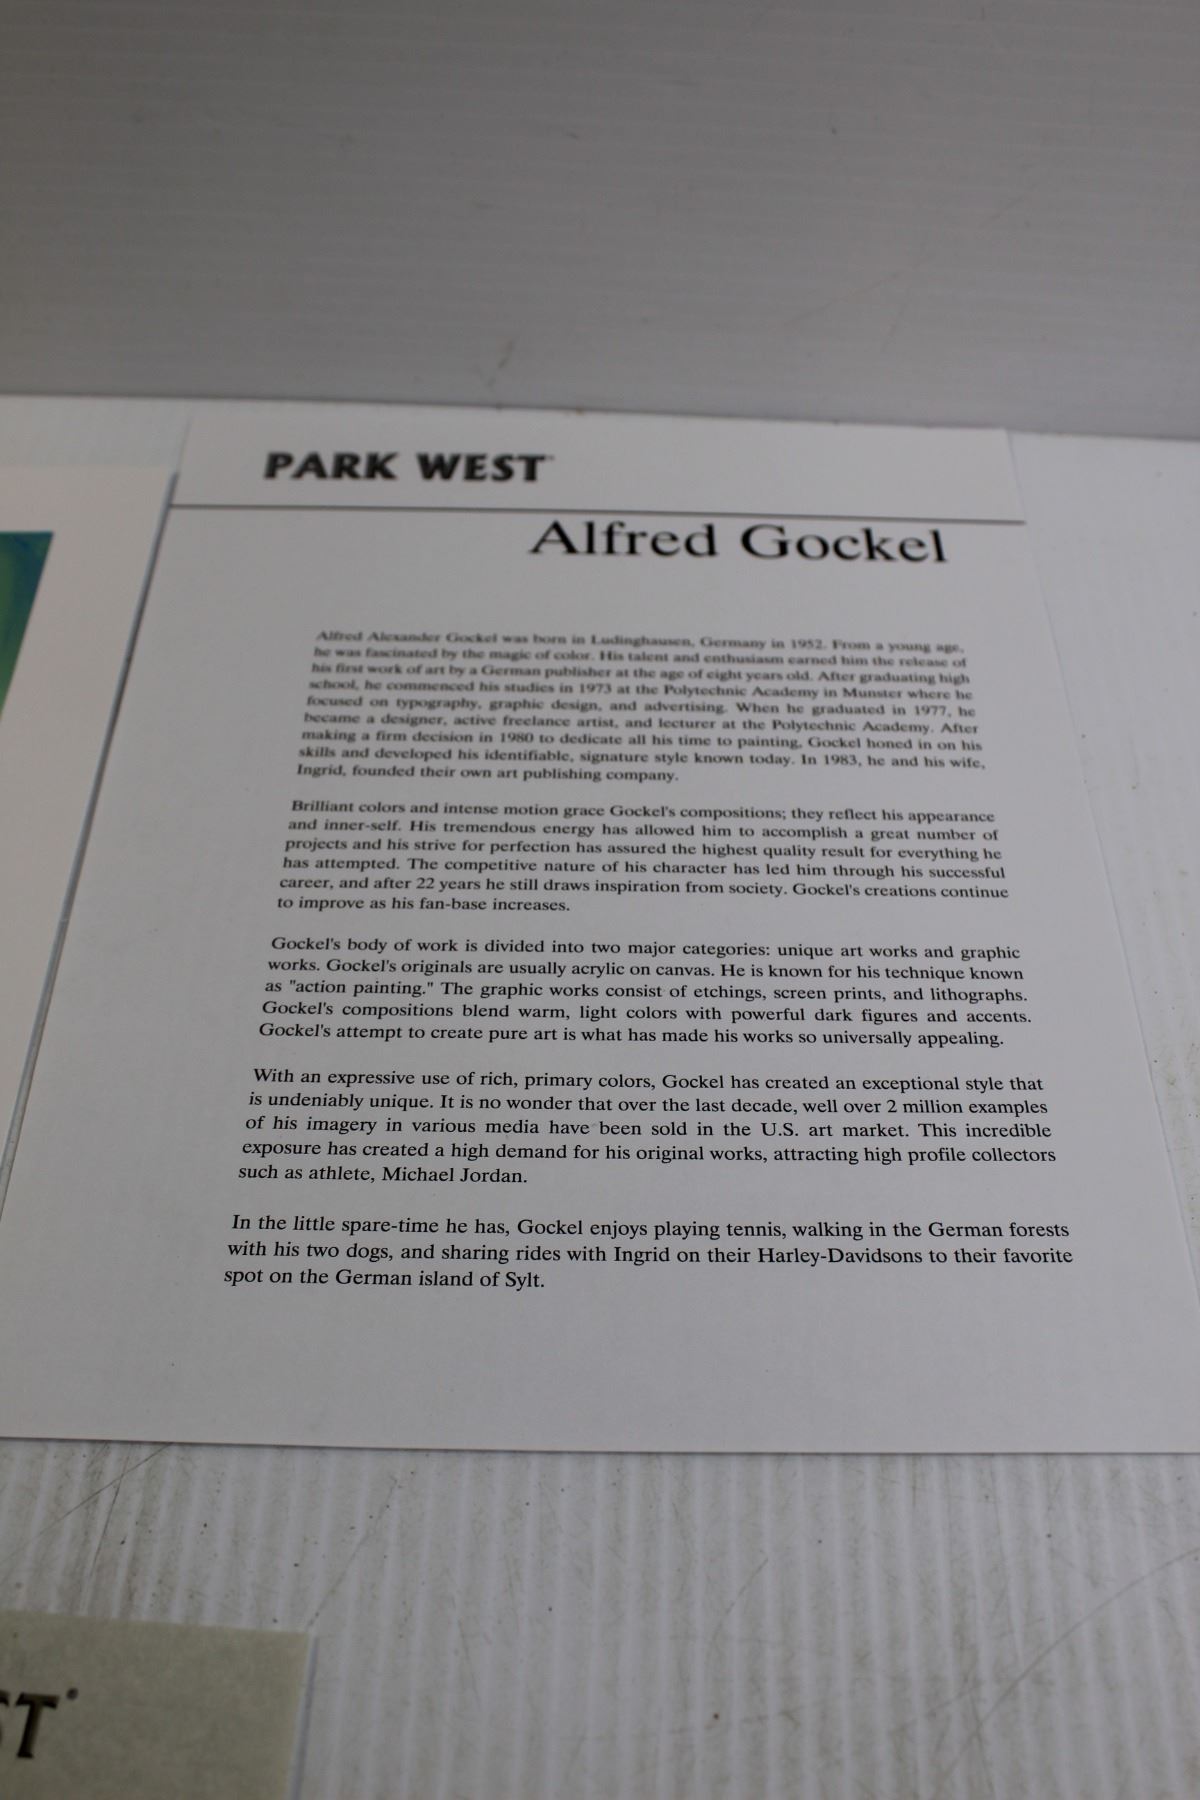 PARK WEST
Alfred Gockel
Alfred Alexander Gockel was born in Ludinghausen, Germany in 1952. From a young age,
he was fascinated by the magic of color. His talent and enthusiasm earned him the release of
his first work of art by a German publisher at the age of eight years old. After graduating high
school, he commenced his studies in 1973 at the Polytechnic Academy in Munster where he
focused on typography, graphic design, and advertising. When he graduated in 1977, he
became a designer, active freelance artist, and lecturer at the Polytechnic Academy. After
making a firm decision in 1980 to dedicate all his time to painting, Gockel honed in on his
skills and developed his identifiable, signature style known today. In 1983, he and his wife,
Ingrid, founded their own art publishing company.
Brilliant colors and intense motion grace Gockel's compositions; they reflect his appearance
and inner-self. His tremendous energy has allowed him to accomplish a great number of
projects and his strive for perfection has assured the highest quality result for everything he
has attempted. The competitive nature of his character has led him through his successful
career, and after 22 years he still draws inspiration from society. Gockel's creations continue
to improve as his fan-base increases.
Gockel's body of work is divided into two major categories: unique art works and graphic
works. Gockel's originals are usually acrylic on canvas. He is known for his technique known
as "action painting." The graphic works consist of etchings, screen prints, and lithographs.
Gockel's compositions blend warm, light colors with powerful dark figures and accents.
Gockel's attempt to create pure art is what has made his works so universally appealing.
With an expressive use of rich, primary colors, Gockel has created an exceptional style that
is undeniably unique. It is no wonder that over the last decade, well over 2 million examples
of his imagery in various media have been sold in the U.S. art market. This incredible
exposure has created a high demand for his original works, attracting high profile collectors
such as athlete, Michael Jordan.
In the little spare-time he has, Gockel enjoys playing tennis, walking in the German forests
with his two dogs, and sharing rides with Ingrid on their Harley-Davidsons to their favorite
spot on the German island of Sylt.
ST®